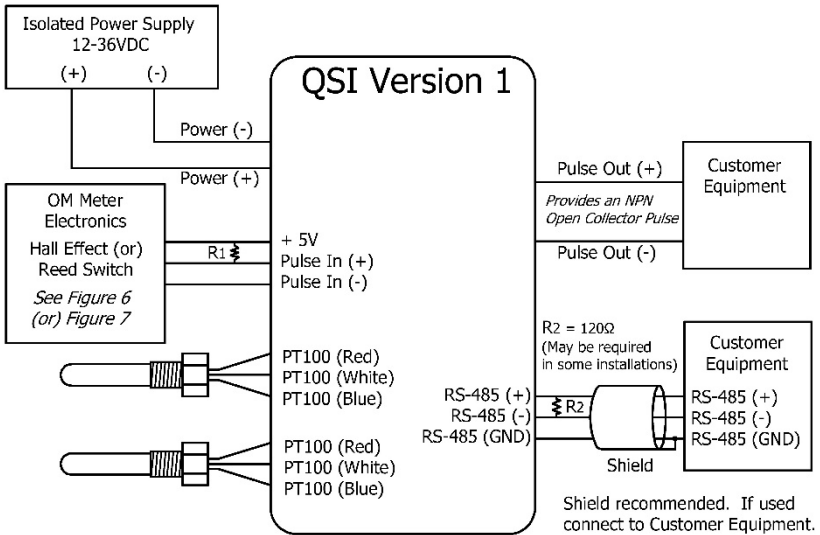 Isolated Power Supply
12-36VDC
(+) (-)
QSI Version 1
Power (-)
Power (+)
OM Meter
Electronics
Hall Effect (or)
Reed Switch
See Figure 6
(or) Figure 7
R1
+ 5V
Pulse In (+)
Pulse In (-)
PT100 (Red)
PT100 (White)
PT100 (Blue)
PT100 (Red)
PT100 (White)
PT100 (Blue)
Pulse Out (+)
Provides an NPN
Open Collector Pulse
Pulse Out (-)
Customer
Equipment
R2 = 120Ω
(May be required
in some installations)
RS-485 (+)
RS-485 (-)
RS-485 (GND)
R2
Shield
Customer
Equipment
RS-485 (+)
RS-485 (-)
RS-485 (GND)
Shield recommended. If used
connect to Customer Equipment.